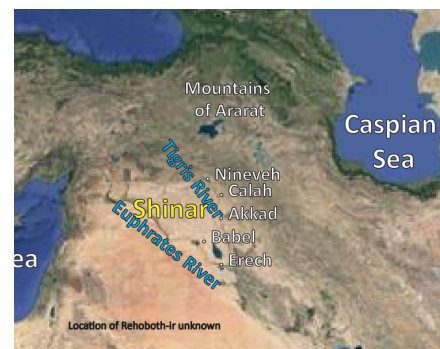 Mountains
of Ararat
Caspian
Sea
Tigris River
Nineveh
Calah
Shinar
Akkad
Euphrates River
Babel
Erech
ea
Location of Rehoboth-ir unknown